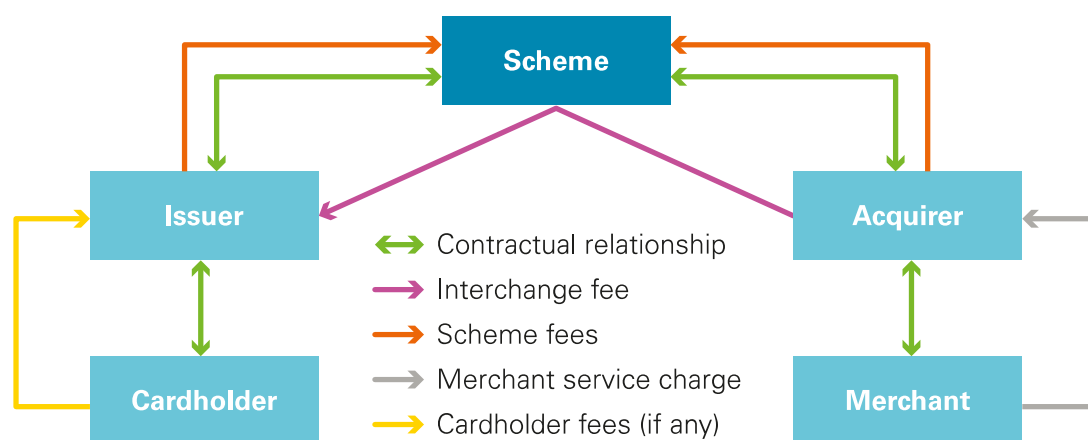 Scheme
Issuer
Acquirer
Contractual relationship
Interchange fee
Scheme fees
Merchant service charge
Cardholder fees (if any)
Cardholder
Merchant